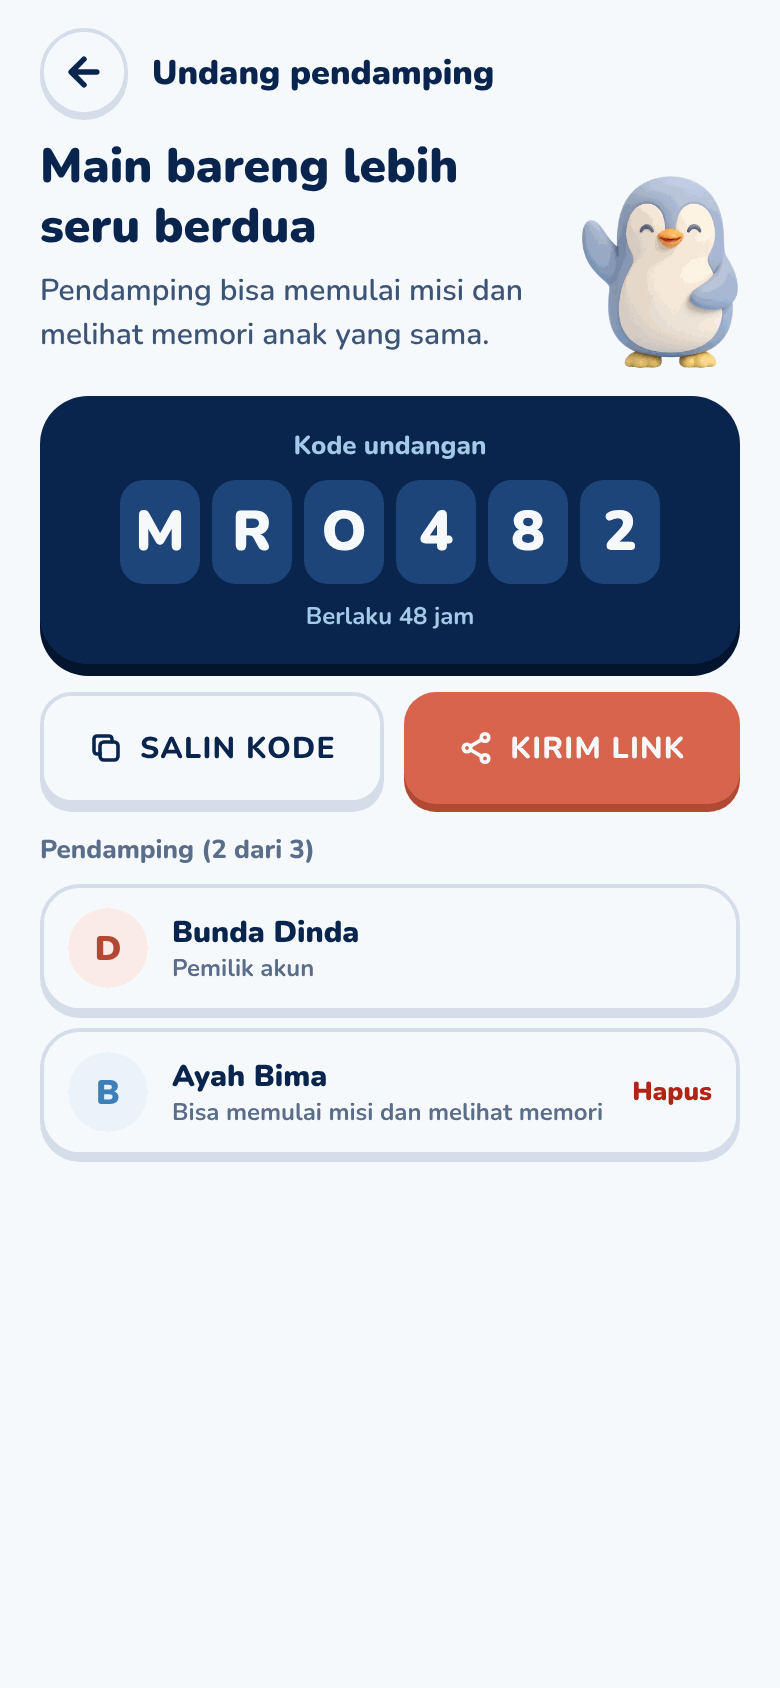 Undang pendamping
Main bareng lebih
seru berdua
Pendamping bisa memulai misi dan
melihat memori anak yang sama.
Kode undangan
M R O 4 8 2
Berlaku 48 jam
SALIN KODE
KIRIM LINK
Pendamping (2 dari 3)
D
Bunda Dinda
Pemilik akun
B
Ayah Bima
Bisa memulai misi dan melihat memori
Hapus